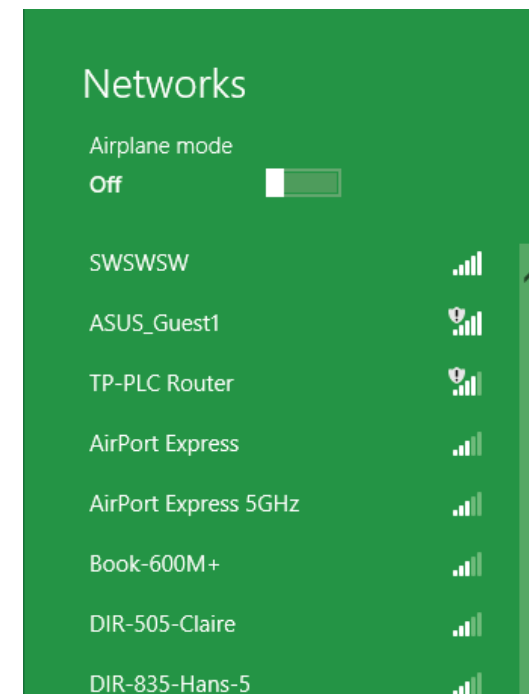 Networks
Airplane mode
Off
SWSWSW
ASUS_Guest1
TP-PLC Router
AirPort Express
AirPort Express 5GHz
Book-600M+
DIR-505-Claire
DIR-835-Hans-5